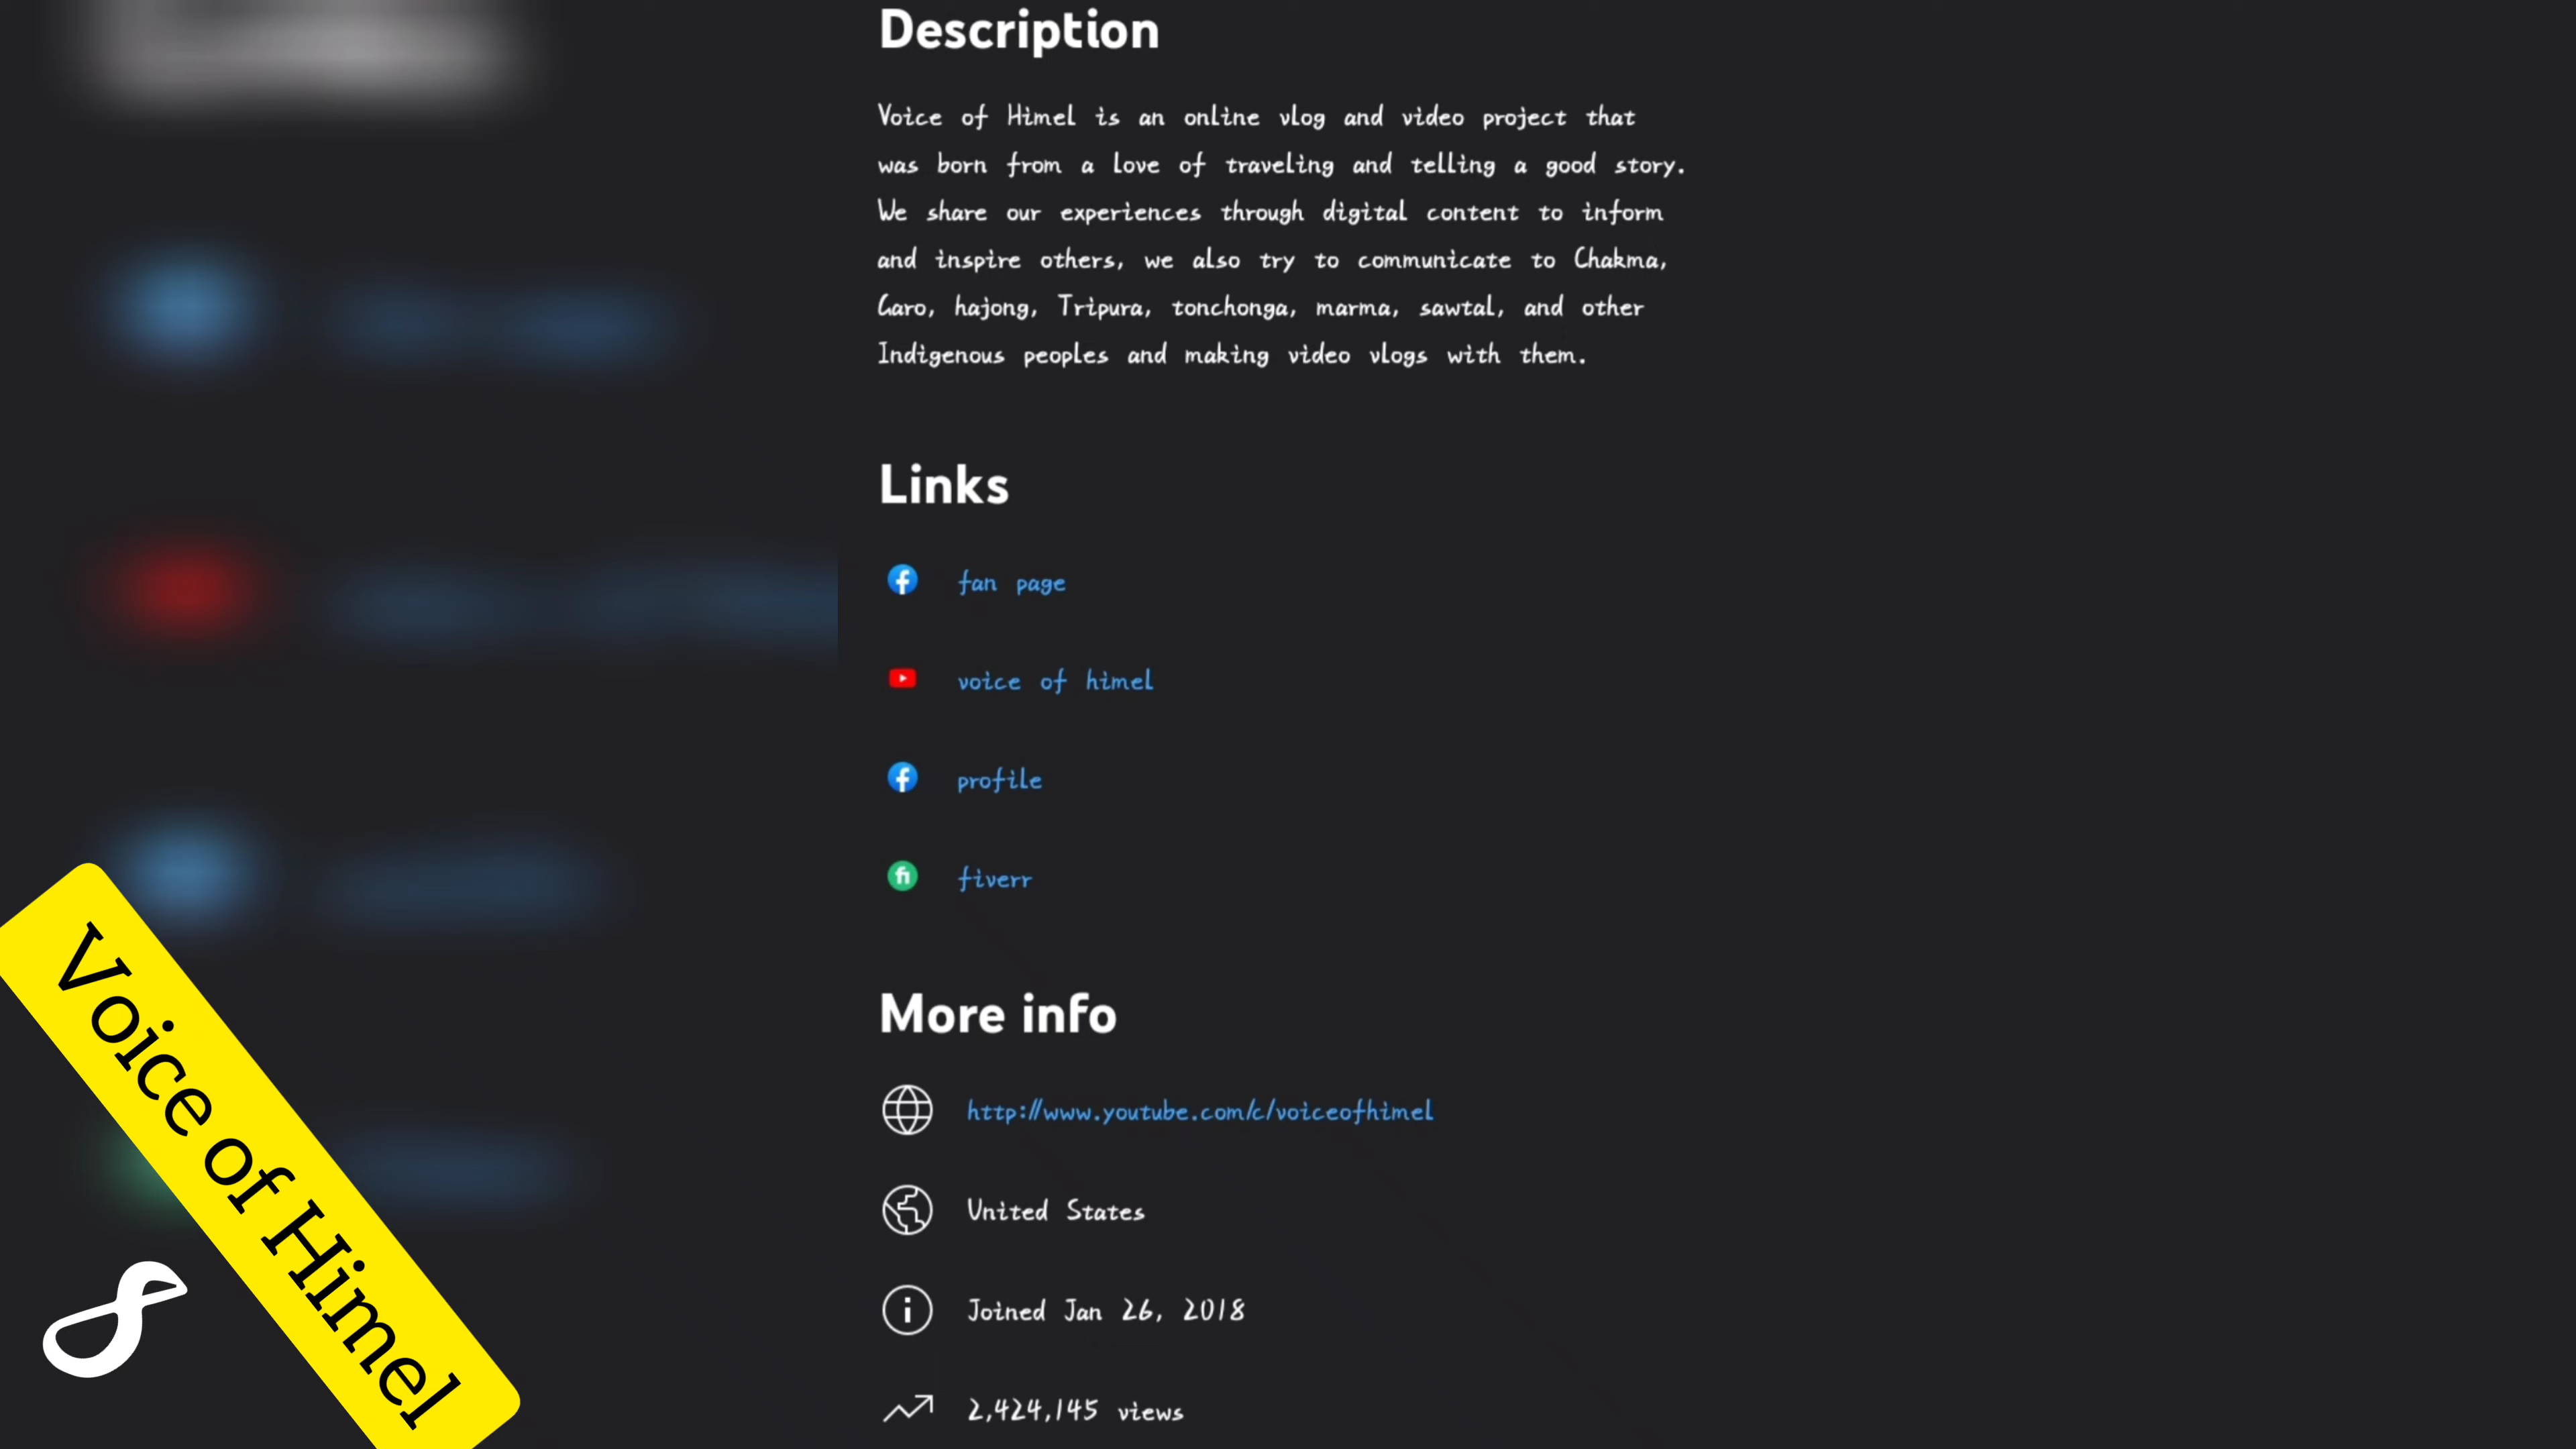 Description
Voice of Himel is an online vlog and video project that
was born from a love of traveling and telling a good story.
We share our experiences through digital content to inform
and inspire others, we also try to communicate to Chakma,
Garo, hajong, Tripura, tonchonga, marma, sawtal, and other
Indigenous peoples and making video vlogs with them.
Links
fan page
voice of himel
profile
fiverr
More info
http://www.youtube.com/c/voiceofhimel
United States
Joined Jan 26, 2018
2,424,145 views
Voice of Himel